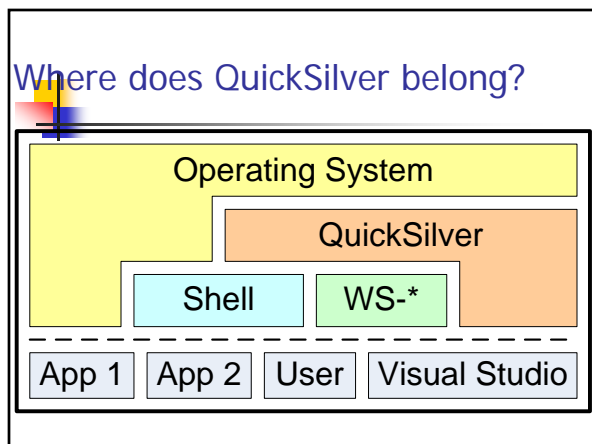 Where does QuickSilver belong?
Operating System
QuickSilver
Shell WS-*
App 1 App 2 User Visual Studio